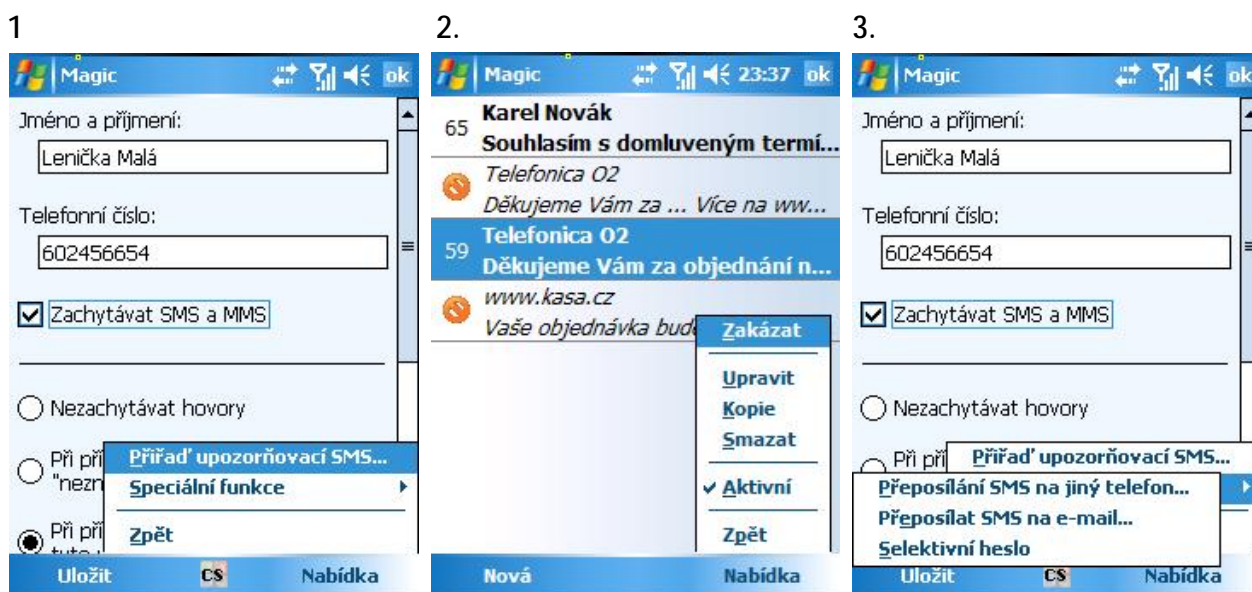 1
2.
3.
Magic
ok
Jméno a příjmení:
Lenička Malá
Telefonní číslo:
602456654
Zachytávat SMS a MMS
Nezachytávat hovory
Při při
"nezn
Při při
Přiřaď upozorňovací SMS...
Speciální funkce
Zpět
Uložit CS Nabídka
Magic 23:37 ok
65 Karel Novák
Souhlasím s domluveným termí...
Telefonica O2
Děkujeme Vám za ... Více na ww...
59 Telefonica O2
Děkujeme Vám za objednání n...
www.kasa.cz
Vaše objednávka bud
Zakázat
Upravit
Kopie
Smazat
Aktivní
Zpět
Nová Nabídka
Magic ok
Jméno a příjmení:
Lenička Malá
Telefonní číslo:
602456654
Zachytávat SMS a MMS
Nezachytávat hovory
Při při
Přiřaď upozorňovací SMS...
Přeposílání SMS na jiný telefon...
Přeposílat SMS na e-mail...
Selektivní heslo
Uložit CS Nabídka